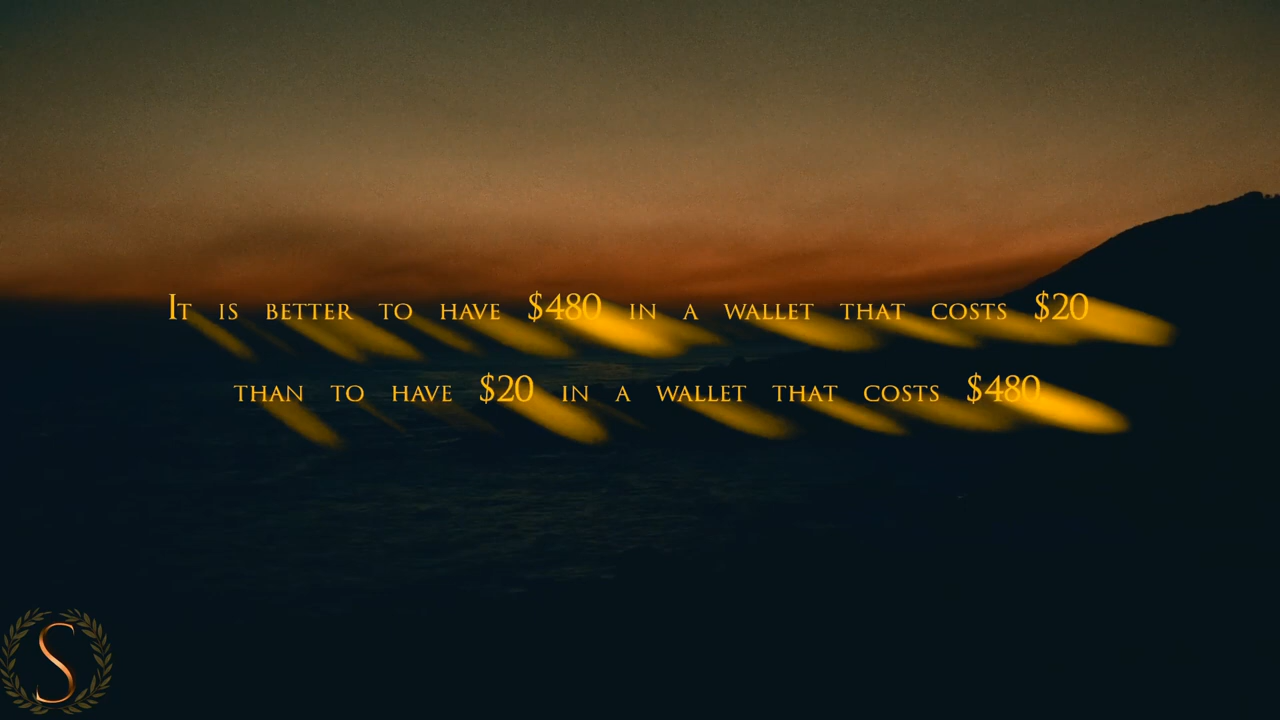 It is better to have $480 in a wallet that costs $20
than to have $20 in a wallet that costs $480
S